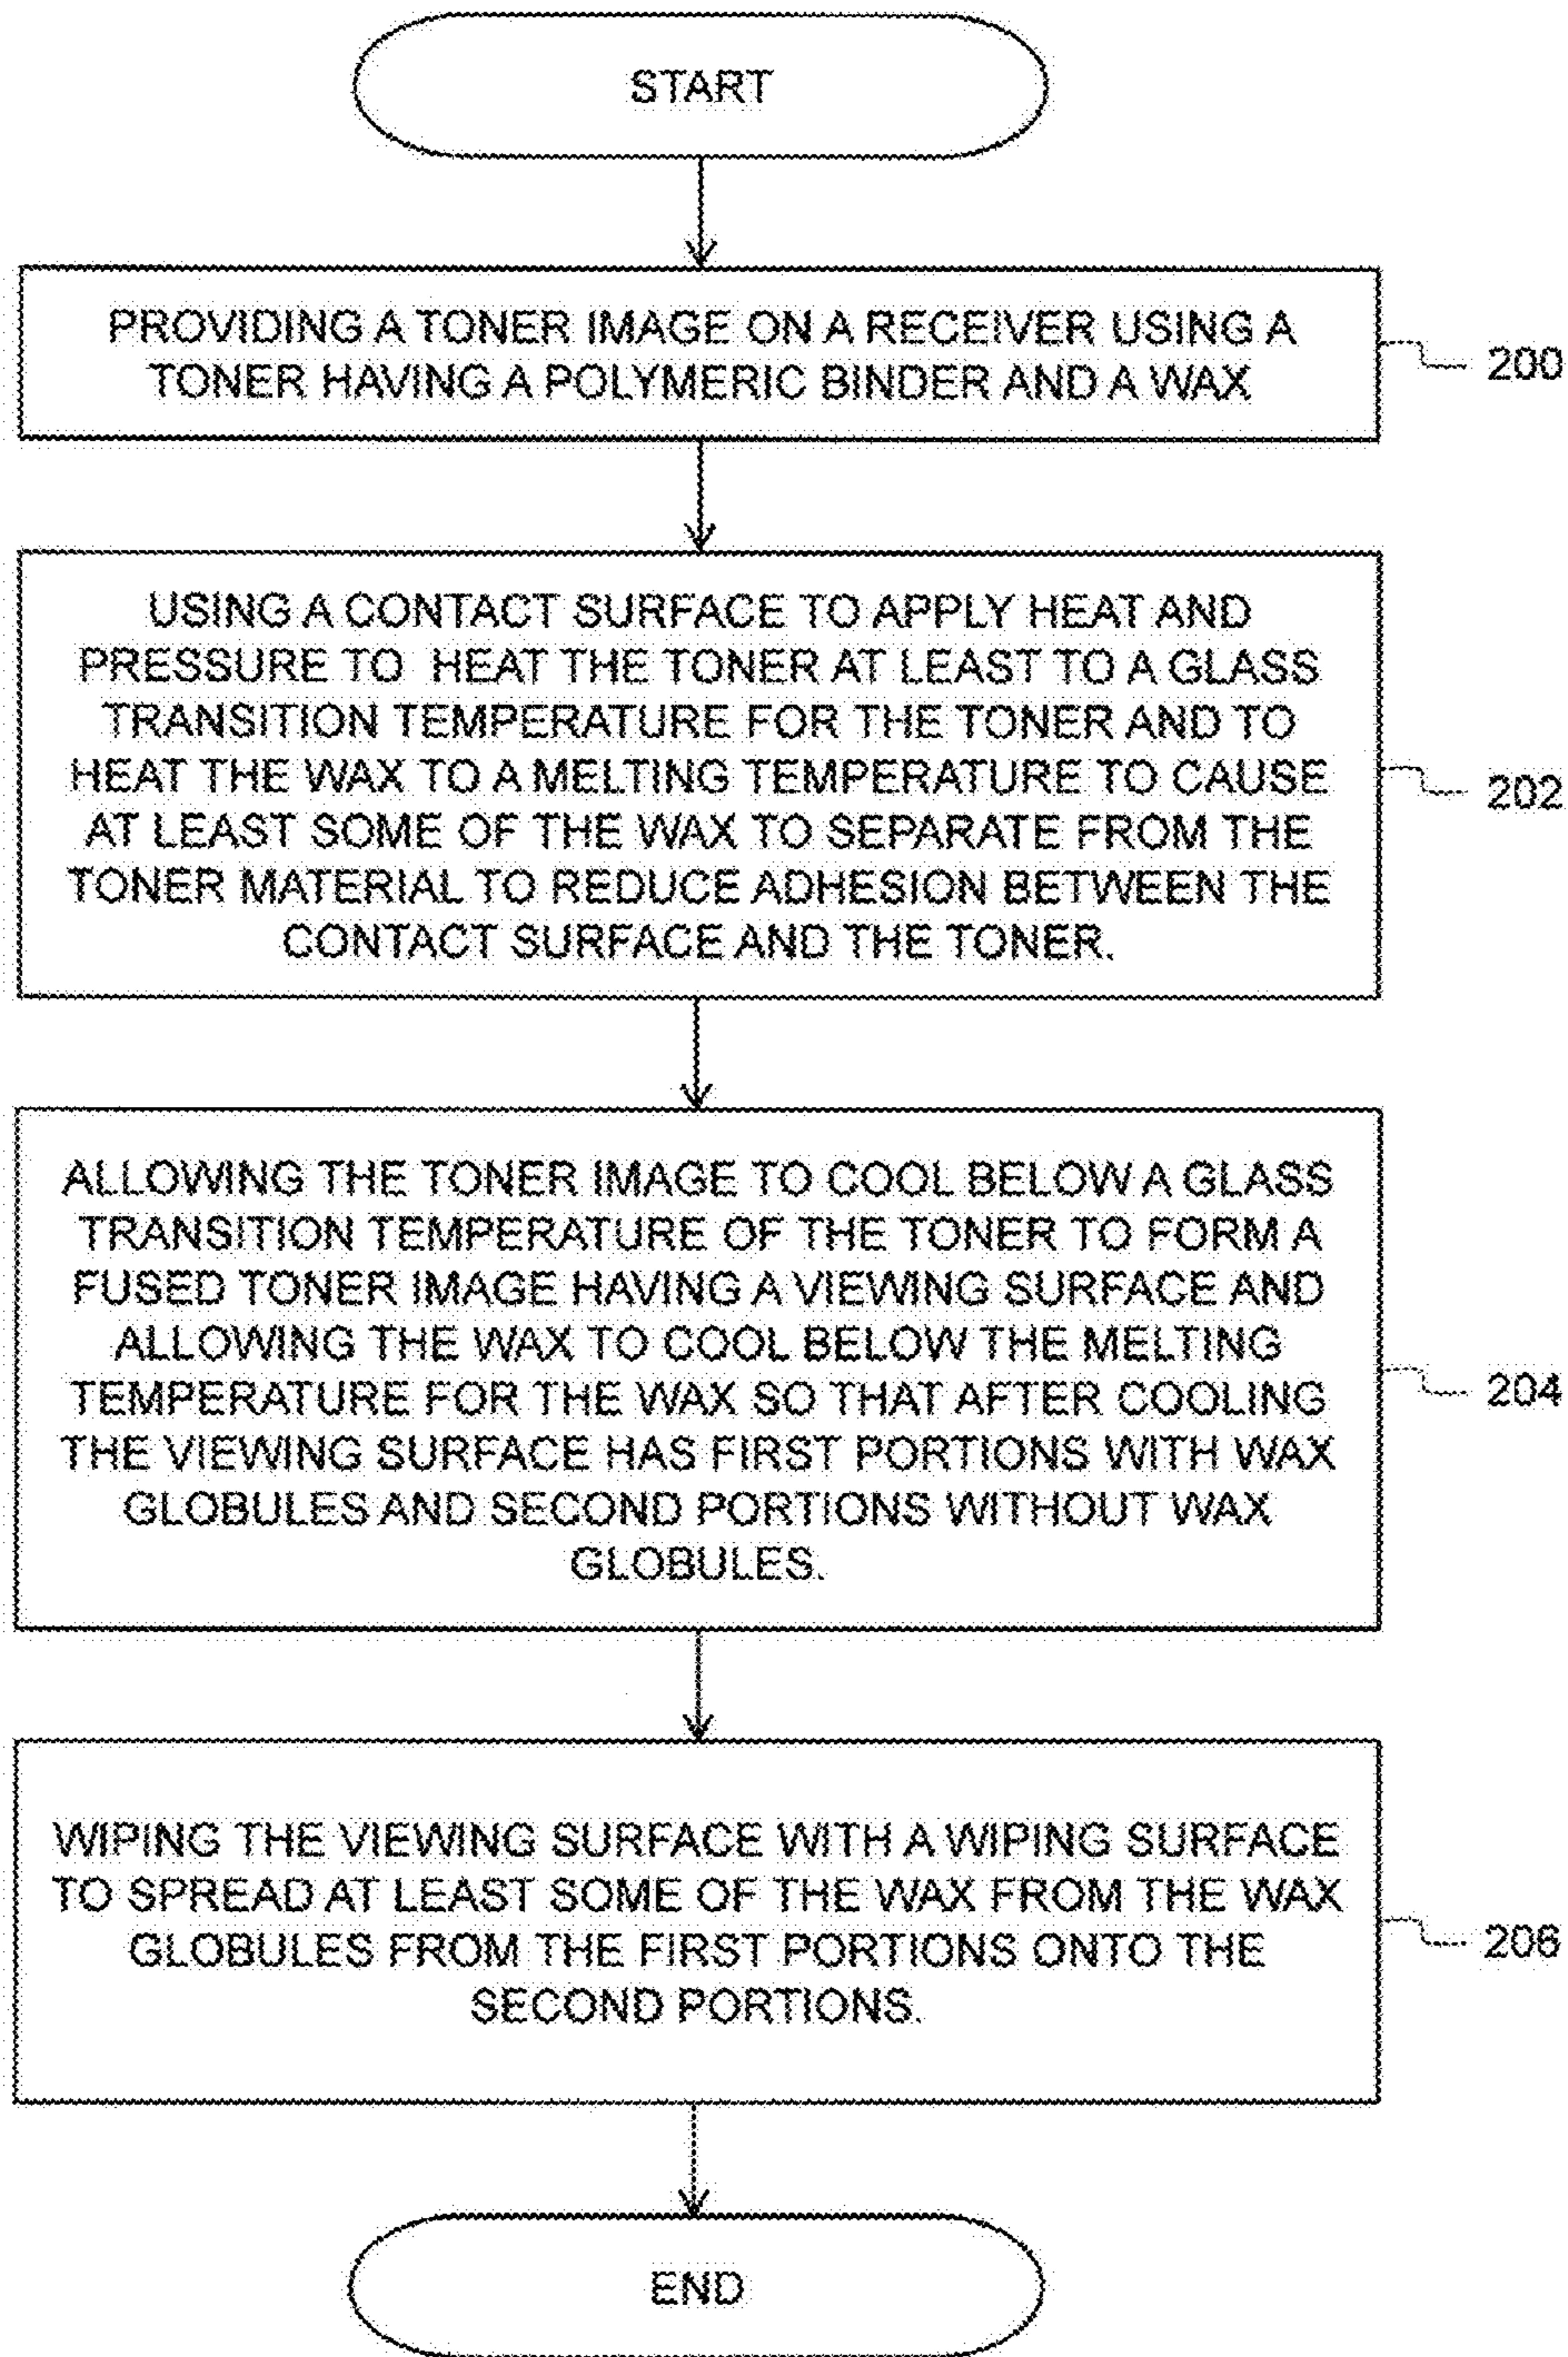 START
PROVIDING A TONER IMAGE ON A RECEIVER USING A
TONER HAVING A POLYMERIC BINDER AND A WAX
200
USING A CONTACT SURFACE TO APPLY HEAT AND
PRESSURE TO HEAT THE TONER AT LEAST TO A GLASS
TRANSITION TEMPERATURE FOR THE TONER AND TO
HEAT THE WAX TO A MELTING TEMPERATURE TO CAUSE
AT LEAST SOME OF THE WAX TO SEPARATE FROM THE
TONER MATERIAL TO REDUCE ADHESION BETWEEN THE
CONTACT SURFACE AND THE TONER.
202
ALLOWING THE TONER IMAGE TO COOL BELOW A GLASS
TRANSITION TEMPERATURE OF THE TONER TO FORM A
FUSED TONER IMAGE HAVING A VIEWING SURFACE AND
ALLOWING THE WAX TO COOL BELOW THE MELTING
TEMPERATURE FOR THE WAX SO THAT AFTER COOLING
THE VIEWING SURFACE HAS FIRST PORTIONS WITH WAX
GLOBULES AND SECOND PORTIONS WITHOUT WAX
GLOBULES.
204
WIPING THE VIEWING SURFACE WITH A WIPING SURFACE
TO SPREAD AT LEAST SOME OF THE WAX FROM THE WAX
GLOBULES FROM THE FIRST PORTIONS ONTO THE
SECOND PORTIONS.
206
END